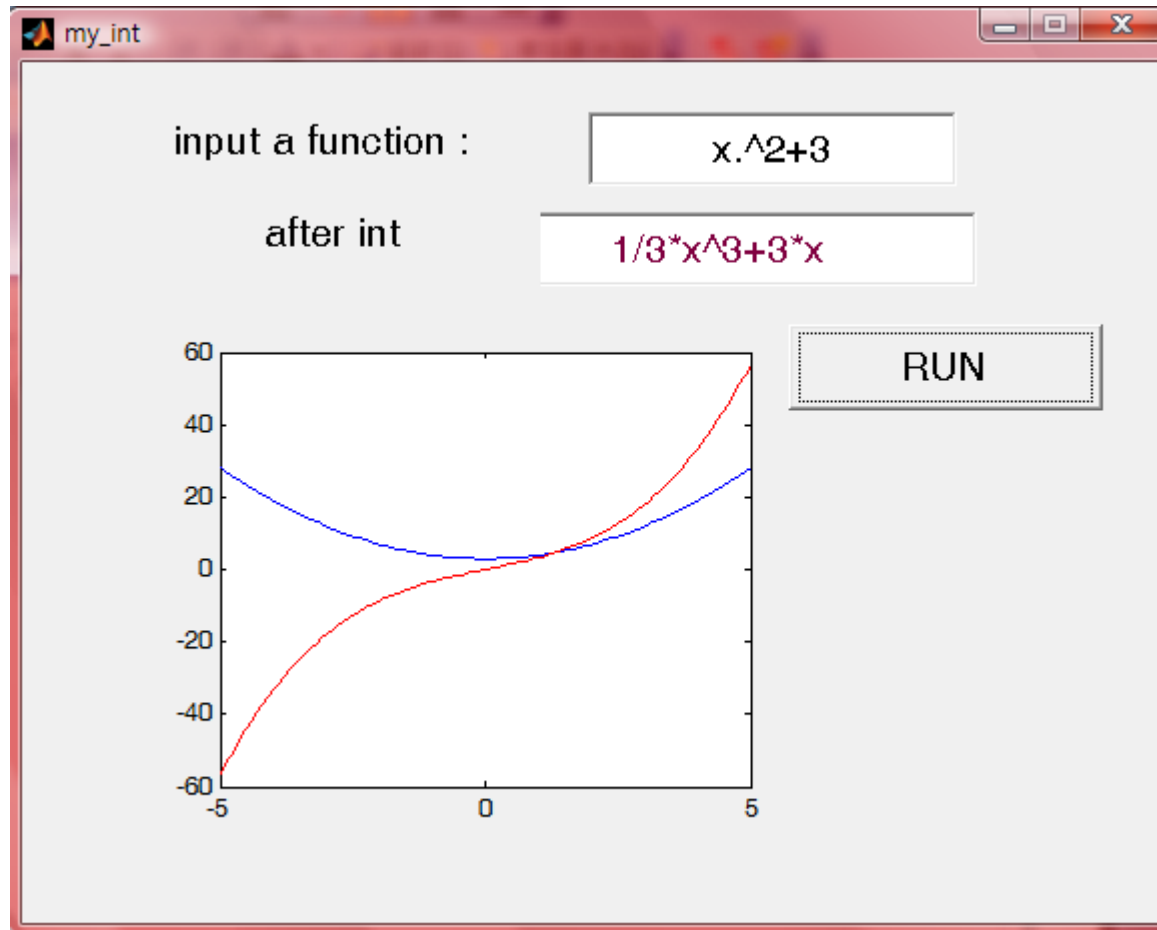 my_int
input a function : x.^2+3
after int 1/3*x^3+3*x
RUN
60
40
20
0
-20
-40
-60
-5 0 5